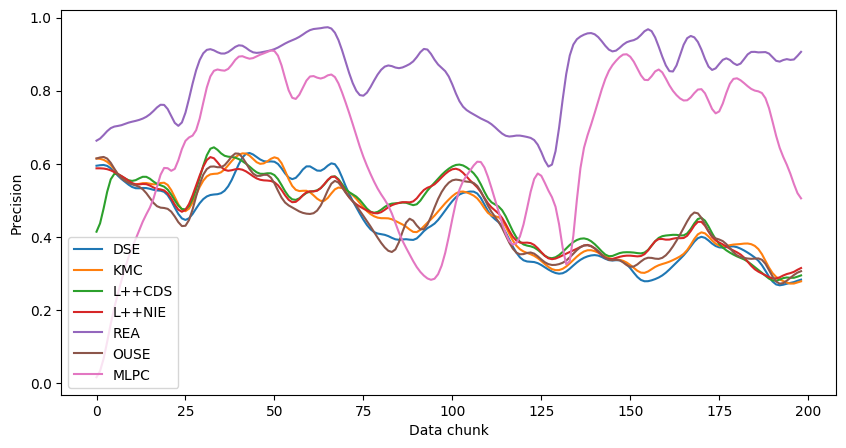 1.0
0.8
0.6
0.4
0.2
0.0
Precision
DSE
KMC
L++CDS
L++NIE
REA
OUSE
MLPC
0 25 50 75 100 125 150 175 200
Data chunk